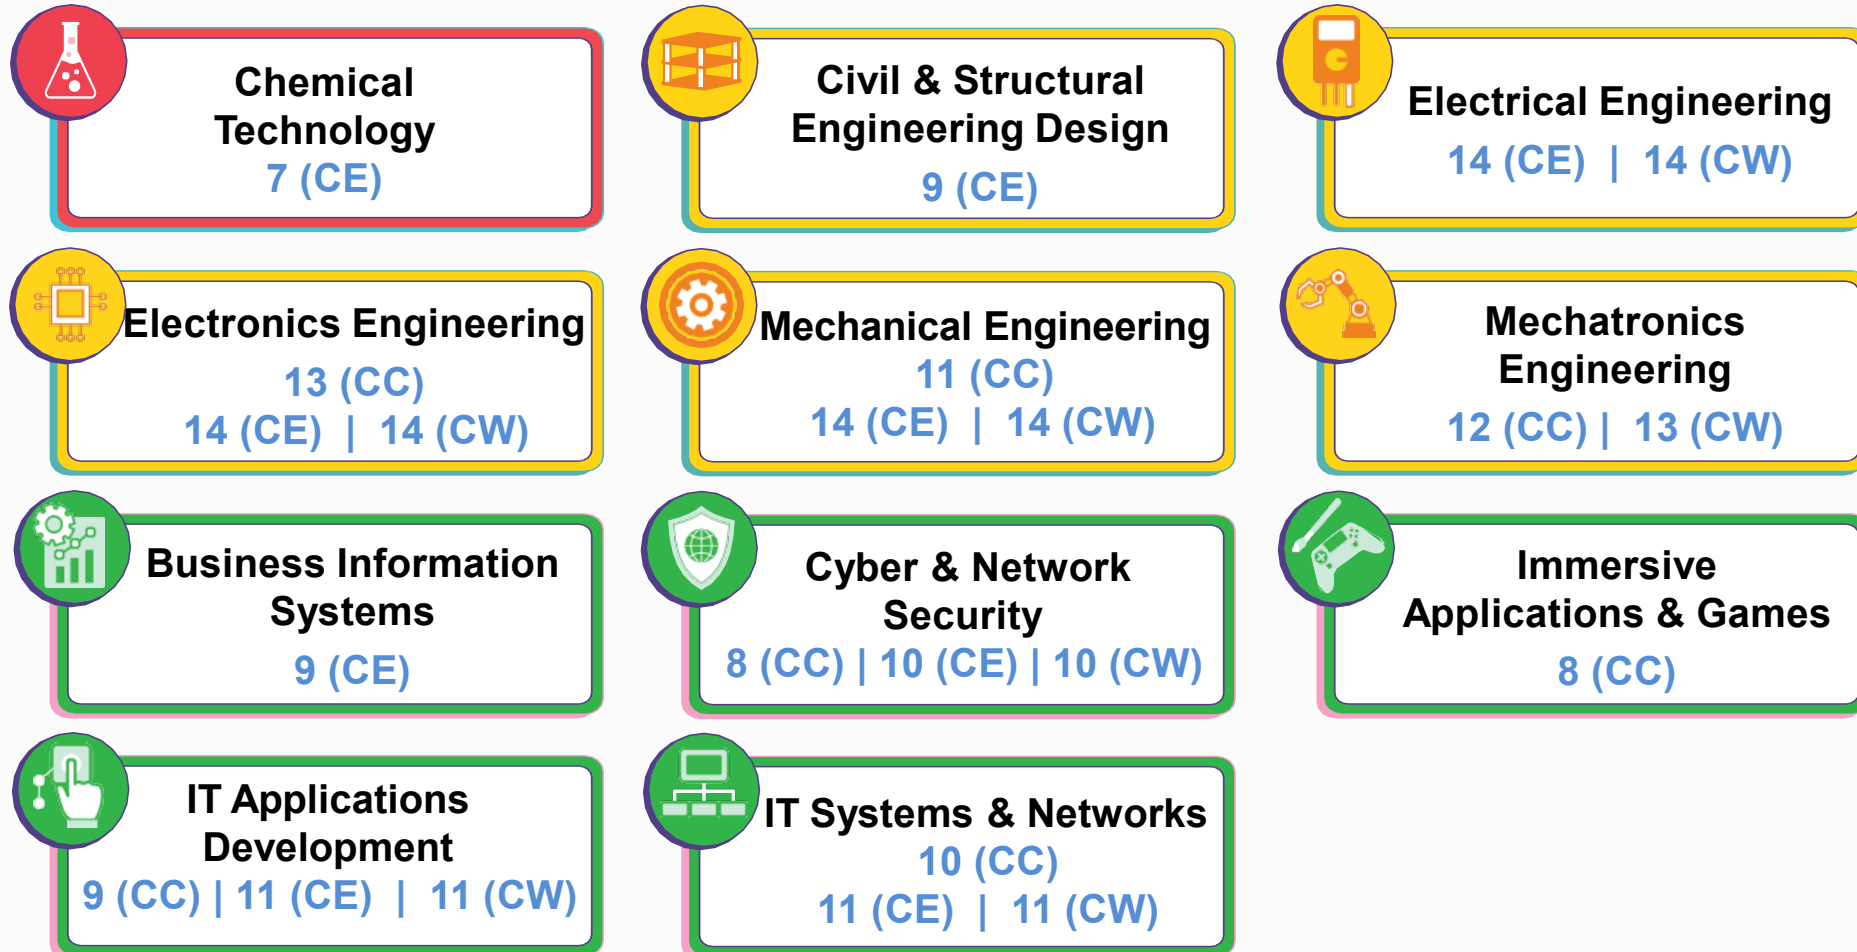 Chemical
Technology
7 (CE)
Civil & Structural
Engineering Design
9 (CE)
Electrical Engineering
14 (CE) | 14 (CW)
Electronics Engineering
13 (CC)
14 (CE) | 14 (CW)
Mechanical Engineering
11 (CC)
14 (CE) | 14 (CW)
Mechatronics
Engineering
12 (CC) | 13 (CW)
Business Information
Systems
9 (CE)
Cyber & Network
Security
8 (CC) | 10 (CE) | 10 (CW)
Immersive
Applications & Games
8 (CC)
IT Applications
Development
9 (CC) | 11 (CE) | 11 (CW)
IT Systems & Networks
10 (CC)
11 (CE) | 11 (CW)